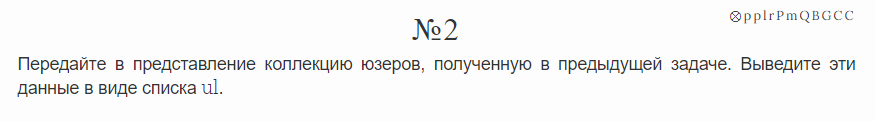 ⊗pplrPmQBGCC
№2
Передайте в представление коллекцию юзеров, полученную в предыдущей задаче. Выведите эти
данные в виде списка ul.